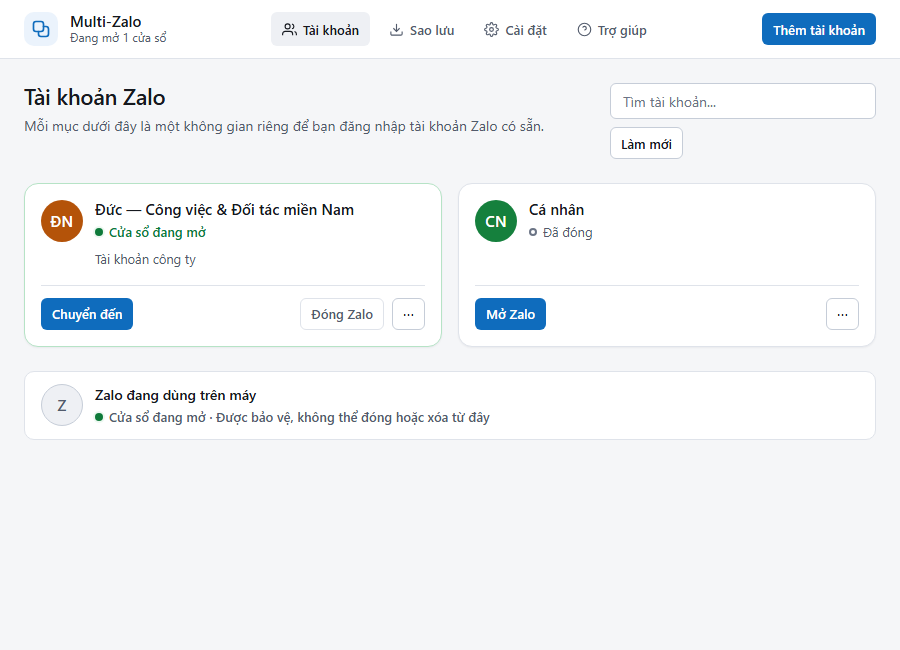 Multi-Zalo
Đang mở 1 cửa sổ
Tài khoản
Sao lưu
Cài đặt
Trợ giúp
Thêm tài khoản
Tài khoản Zalo
Mỗi mục dưới đây là một không gian riêng để bạn đăng nhập tài khoản Zalo có sẵn.
Tìm tài khoản...
Làm mới
ĐN
Đức — Công việc & Đối tác miền Nam
Cửa sổ đang mở
Tài khoản công ty
Chuyển đến
Đóng Zalo
...
CN
Cá nhân
Đã đóng
Mở Zalo
...
Z
Zalo đang dùng trên máy
Cửa sổ đang mở · Được bảo vệ, không thể đóng hoặc xóa từ đây